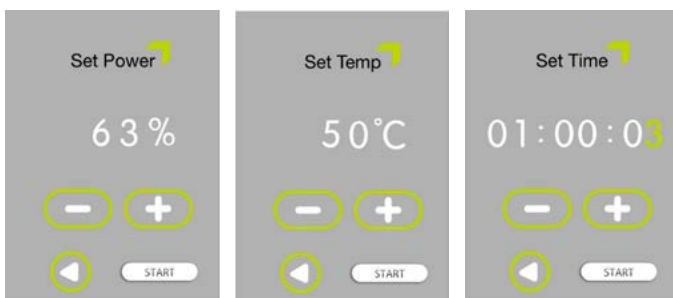 Set Power
63%
START
Set Temp
50°C
START
Set Time
01:00:03
START